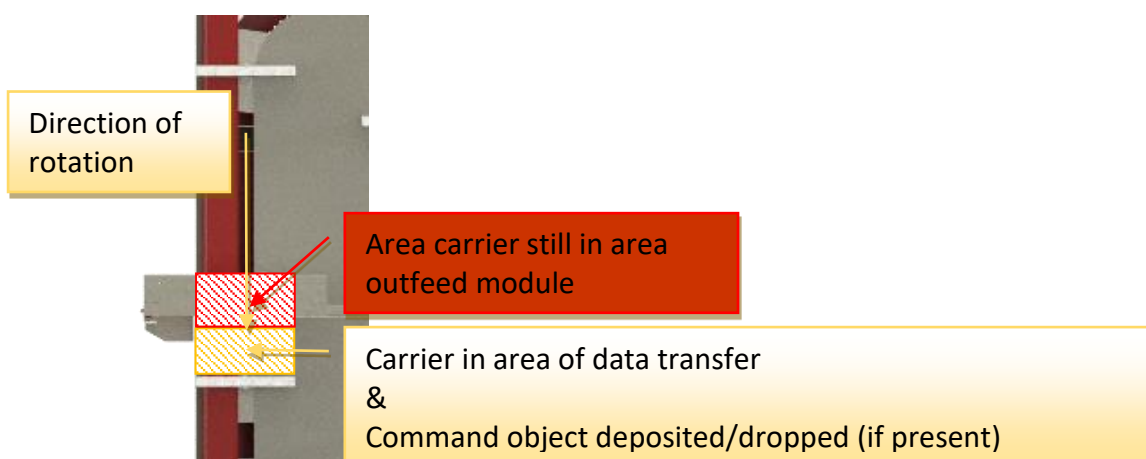 Direction of
rotation
Area carrier still in area
outfeed module
Carrier in area of data transfer
&
Command object deposited/dropped (if present)